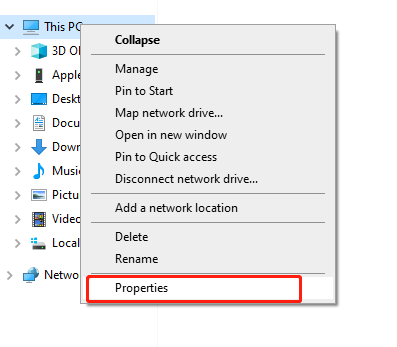 This PC
3D O
Apple
Deskt
Docu
Down
Music
Pictur
Video
Local
Netwo
Collapse
Manage
Pin to Start
Map network drive...
Open in new window
Pin to Quick access
Disconnect network drive...
Add a network location
Delete
Rename
Properties